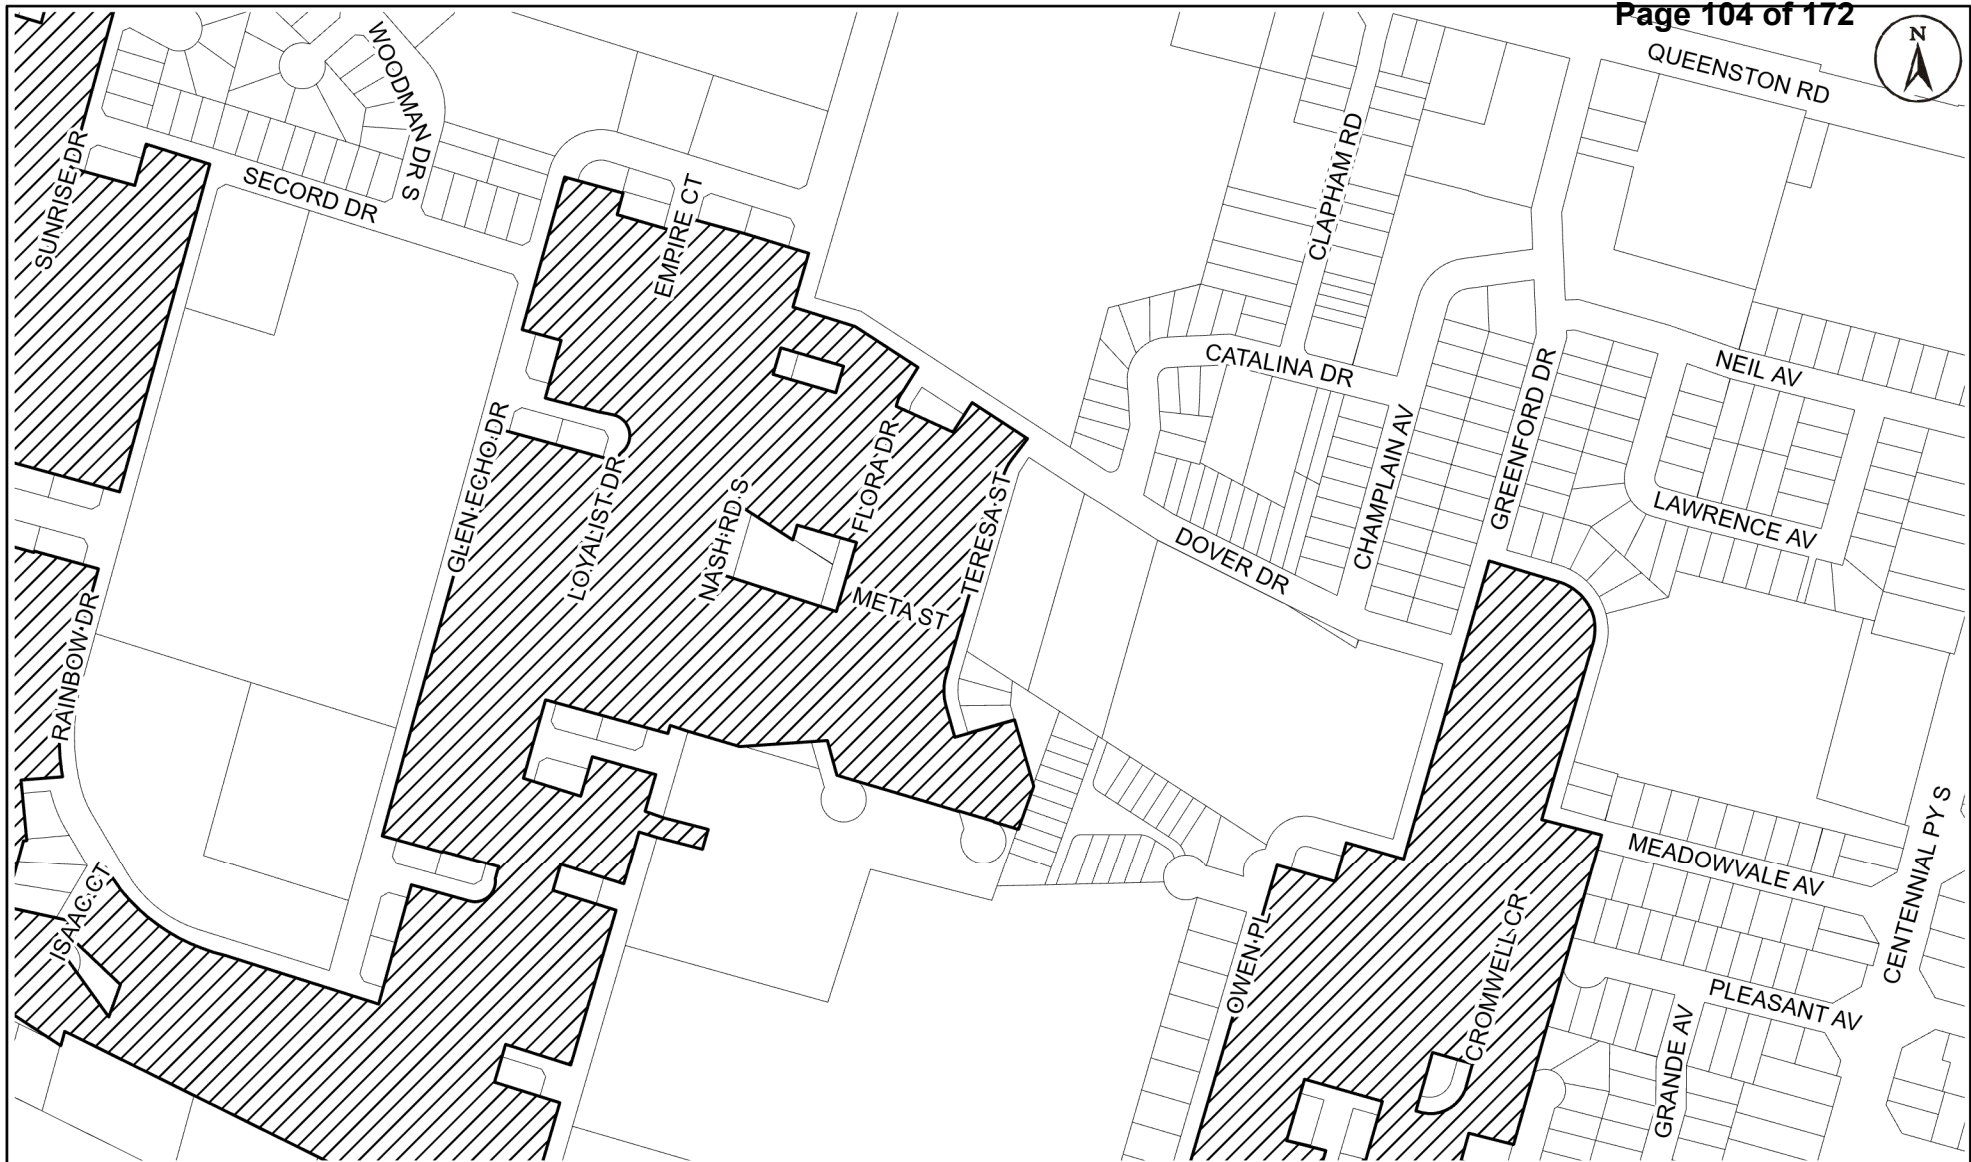 Page 104 of 172
N
QUEENSTON RD
WOODMAN DR S
SUNRISE DR
SECORD DR
EMPIRE CT
CLAPHAM RD
CATALINA DR
NEIL AV
GLEN ECHO DR
LOYALIST DR
NASH RD S
FLORA DR
TERESA ST
META ST
CHAMPLAIN AV
GREENFORD DR
LAWRENCE AV
DOVER DR
RAINBOW DR
ISAAC CT
MEADOWVALE AV
CENTENNIAL PY S
OWEN PL
CROMWELL CR
PLEASANT AV
GRANDE AV